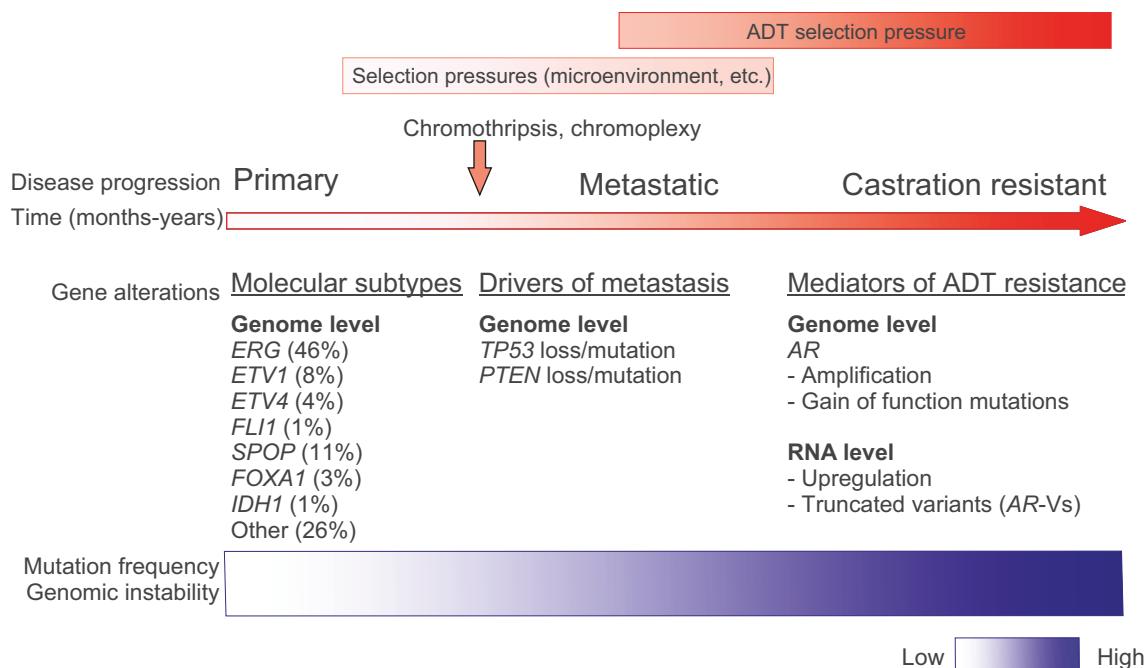 ADT selection pressure
Selection pressures (microenvironment, etc.)
Chromothripsis, chromoplexy
Disease progression
Primary
Metastatic
Castration resistant
Time (months-years)
Gene alterations
Molecular subtypes
Genome level
ERG (46%)
ETV1 (8%)
ETV4 (4%)
FLI1 (1%)
SPOP (11%)
FOXA1 (3%)
IDH1 (1%)
Other (26%)
Drivers of metastasis
Genome level
TP53 loss/mutation
PTEN loss/mutation
Mediators of ADT resistance
Genome level
AR
- Amplification
- Gain of function mutations
RNA level
- Upregulation
- Truncated variants (AR-Vs)
Mutation frequency
Genomic instability
Low
High